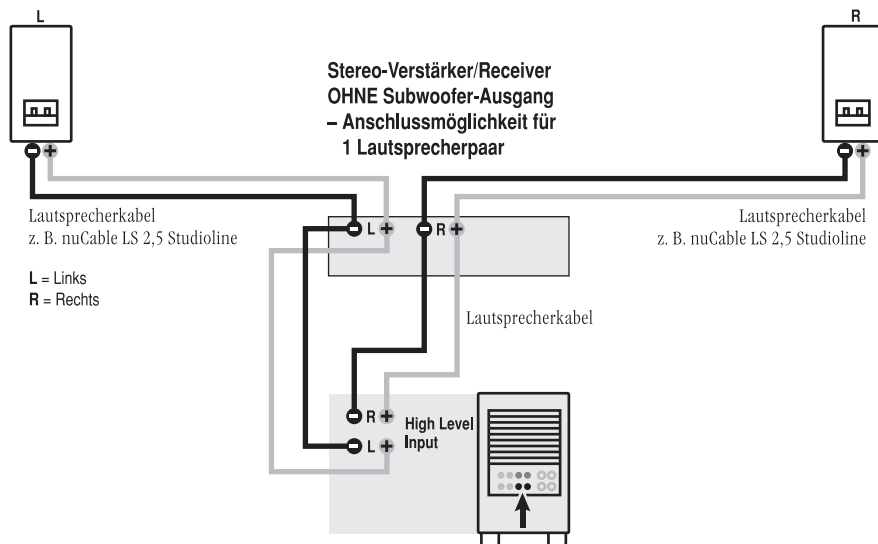 L
R
Stereo-Verstärker/Receiver
OHNE Subwoofer-Ausgang
– Anschlussmöglichkeit für
1 Lautsprecherpaar
Lautsprecherkabel
z. B. nuCable LS 2,5 Studioline
Lautsprecherkabel
z. B. nuCable LS 2,5 Studioline
L = Links
R = Rechts
− L + − R +
Lautsprecherkabel
− R +
− L +
High Level
Input